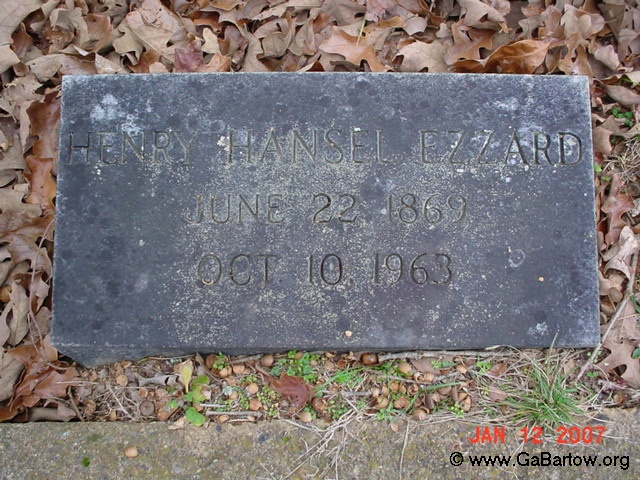 HENRY HANSEL EZZARD
JUNE 22 1869
OCT 10, 1963
JAN 12 2007
© www.GaBartow.org